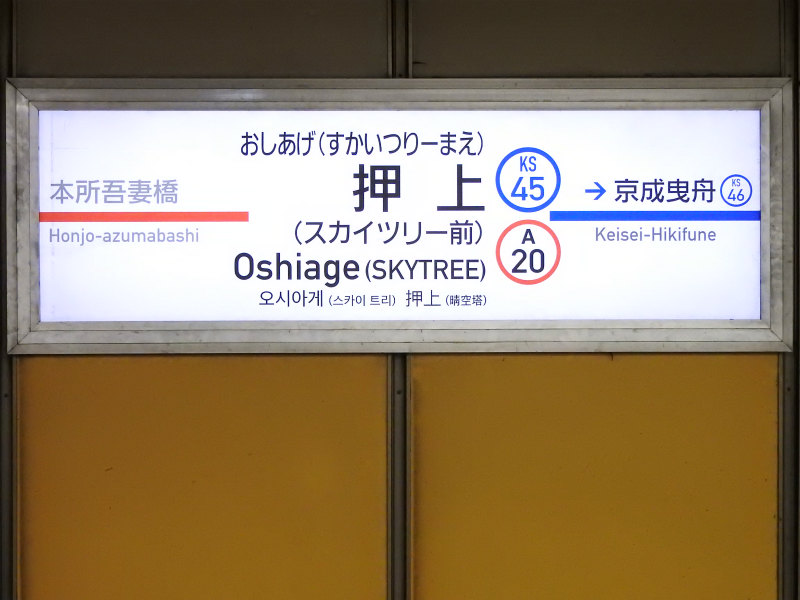 おしあげ(すかいつりーまえ)
押上
KS
45
(スカイツリー前)
A
20
Oshiage (SKYTREE)
오시아게 (스카이 트리) 押上 (晴空塔)
本所吾妻橋
Honjo-azumabashi
→ 京成曳舟
KS
46
Keisei-Hikifune